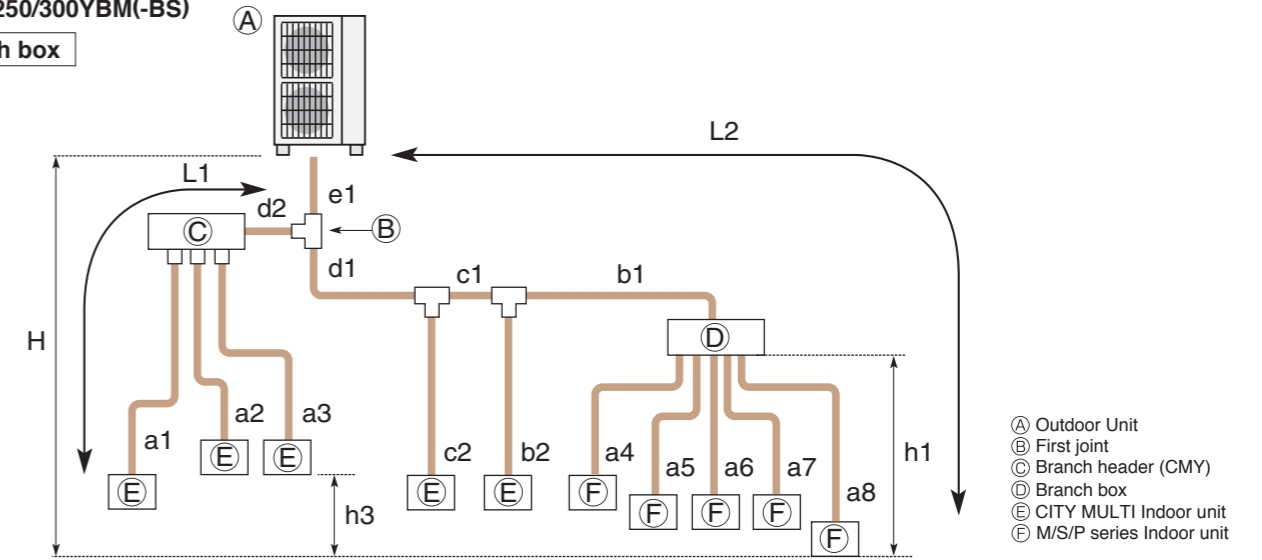 250/300YBM(-BS)
h box
Ⓐ
L2
L1
e1
d2
Ⓒ
Ⓑ
d1
c1
b1
H
Ⓓ
a1
a2
a3
c2
b2
a4
a5
a6
a7
a8
h1
Ⓔ
Ⓔ
Ⓔ
Ⓔ
Ⓔ
Ⓕ
Ⓕ
Ⓕ
Ⓕ
Ⓕ
h3
Ⓐ Outdoor Unit
Ⓑ First joint
Ⓒ Branch header (CMY)
Ⓓ Branch box
Ⓔ CITY MULTI Indoor unit
Ⓕ M/S/P series Indoor unit